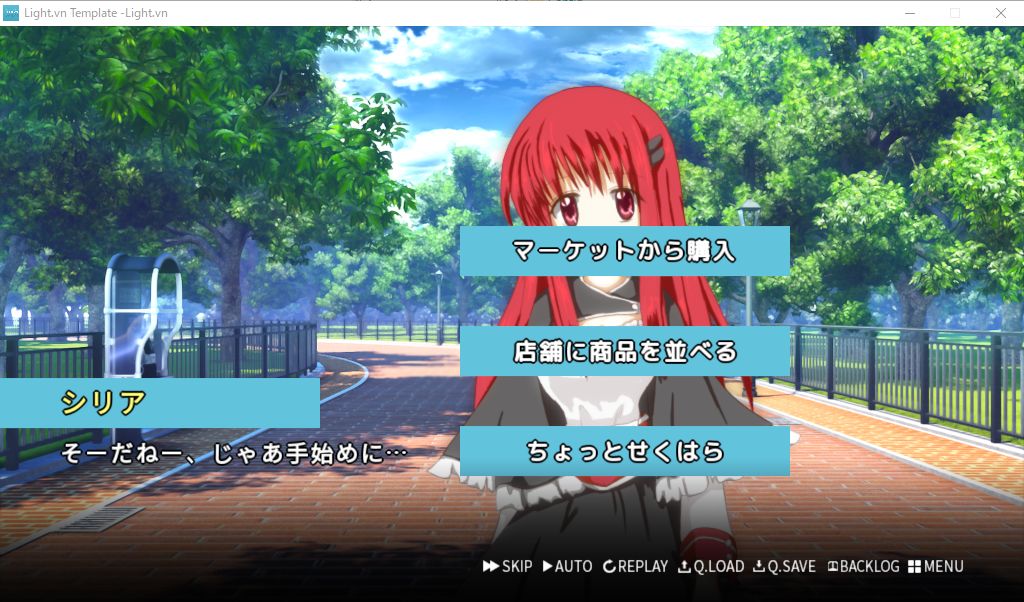 Light.vn Template -Light.vn
マーケットから購入
店舗に商品を並べる
ちょっとせくはら
シリア
そーだねー、じゃあ手始めに…
SKIP AUTO REPLAY Q.LOAD Q.SAVE BACKLOG MENU